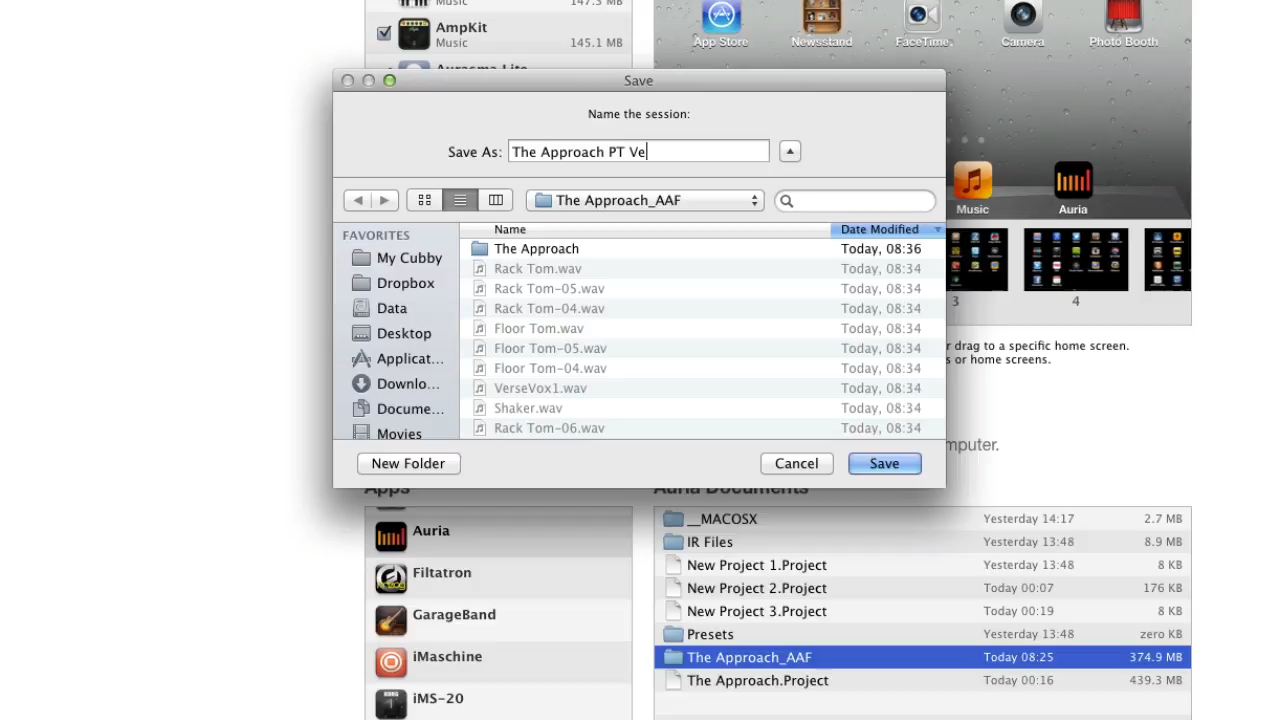 Music 147.3 MB
AmpKit
Music 145.1 MB
Aurasma Lite
App Store Newsstand FaceTime Camera Photo Booth
Save
Name the session:
Save As: The Approach PT Ve
The Approach_AAF
Music Auria
FAVORITES
My Cubby
Dropbox
Data
Desktop
Applicat...
Downlo...
Docume...
Movies
Name Date Modified
The Approach Today, 08:36
Rack Tom.wav Today, 08:34
Rack Tom-05.wav Today, 08:34
Rack Tom-04.wav Today, 08:34
Floor Tom.wav Today, 08:34
Floor Tom-05.wav Today, 08:34
Floor Tom-04.wav Today, 08:34
VerseVox1.wav Today, 08:34
Shaker.wav Today, 08:34
Rack Tom-06.wav Today, 08:34
3 4
r drag to a specific home screen.
s or home screens.
mputer.
New Folder Cancel Save
Apps
Auria
Filtatron
GarageBand
iMaschine
iMS-20
Auria Documents
__MACOSX Yesterday 14:17 2.7 MB
IR Files Yesterday 13:48 8.9 MB
New Project 1.Project Yesterday 13:48 8 KB
New Project 2.Project Today 00:07 176 KB
New Project 3.Project Today 00:19 8 KB
Presets Yesterday 13:48 zero KB
The Approach_AAF Today 08:25 374.9 MB
The Approach.Project Today 00:16 439.3 MB